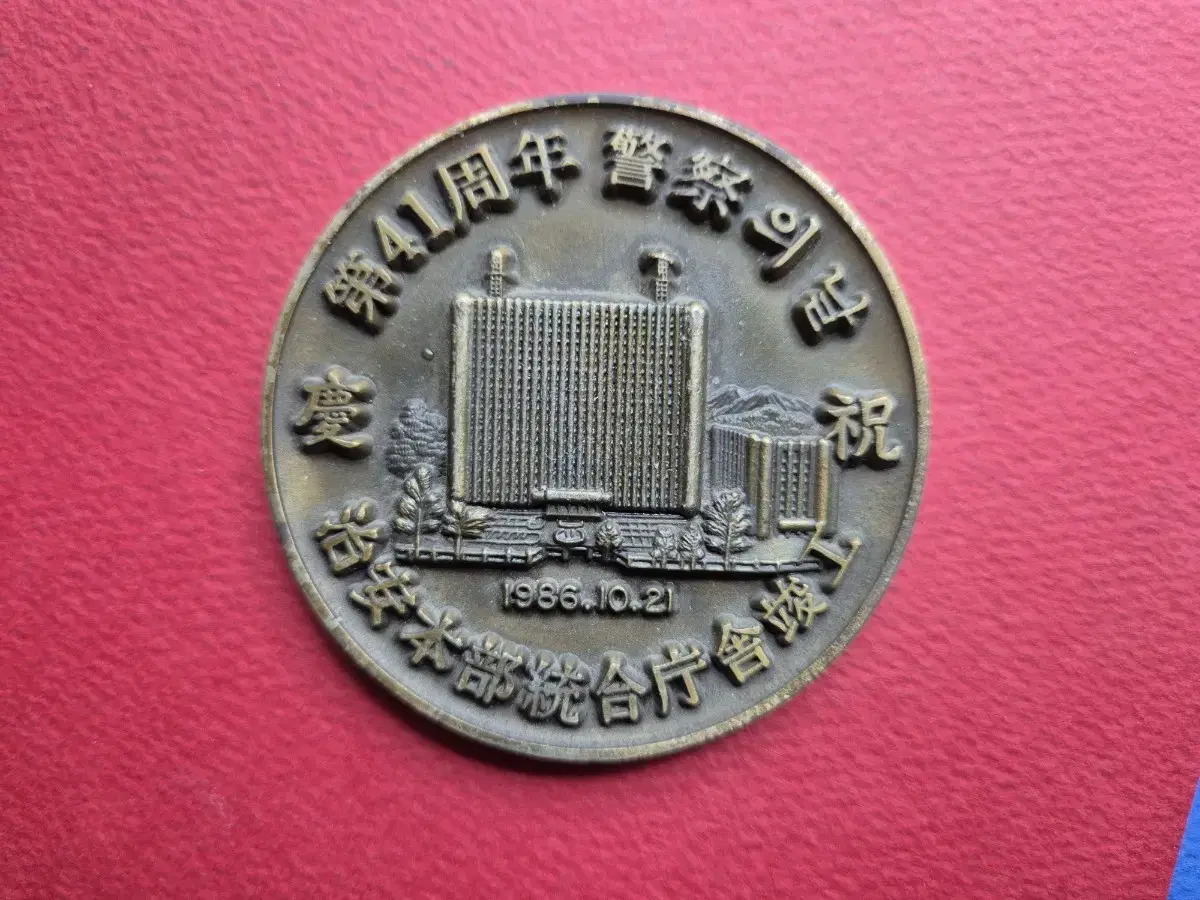 第41周年 警察의 날
慶 祝
1986.10.21
治安本部統合庁舍竣工